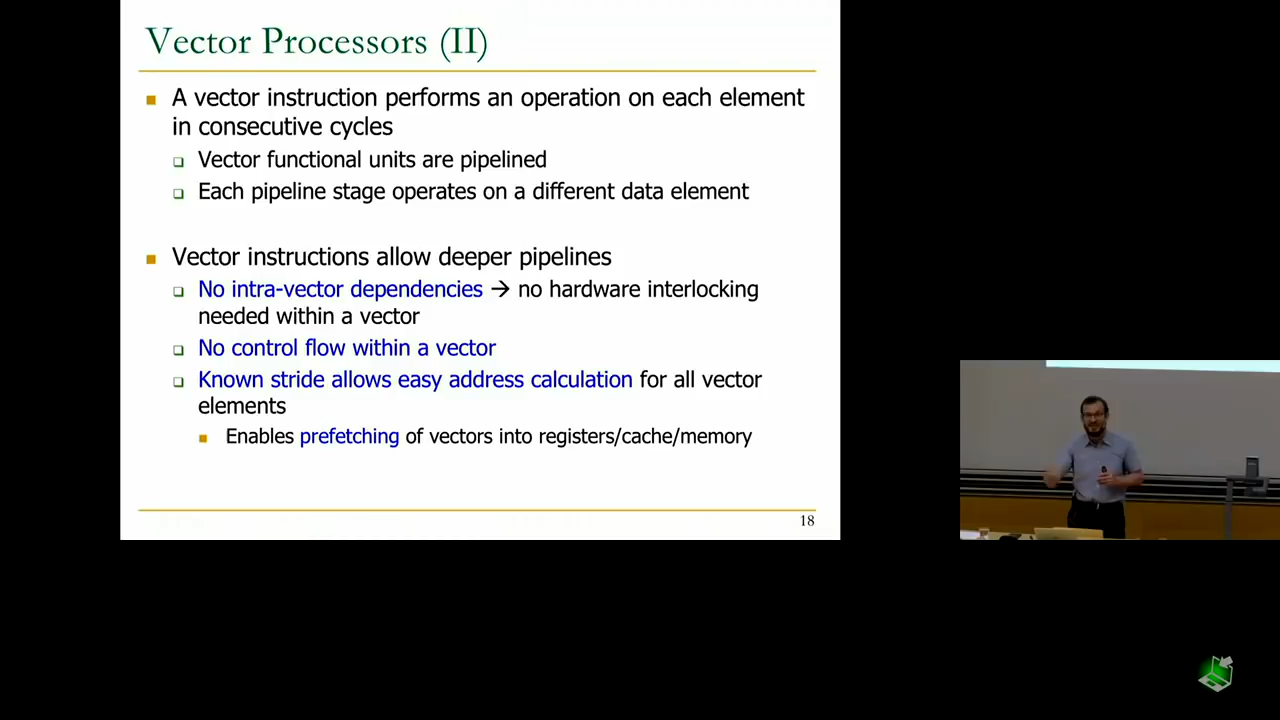 Vector Processors (II)
A vector instruction performs an operation on each element
in consecutive cycles
Vector functional units are pipelined
Each pipeline stage operates on a different data element
Vector instructions allow deeper pipelines
No intra-vector dependencies → no hardware interlocking
needed within a vector
No control flow within a vector
Known stride allows easy address calculation for all vector
elements
Enables prefetching of vectors into registers/cache/memory
18